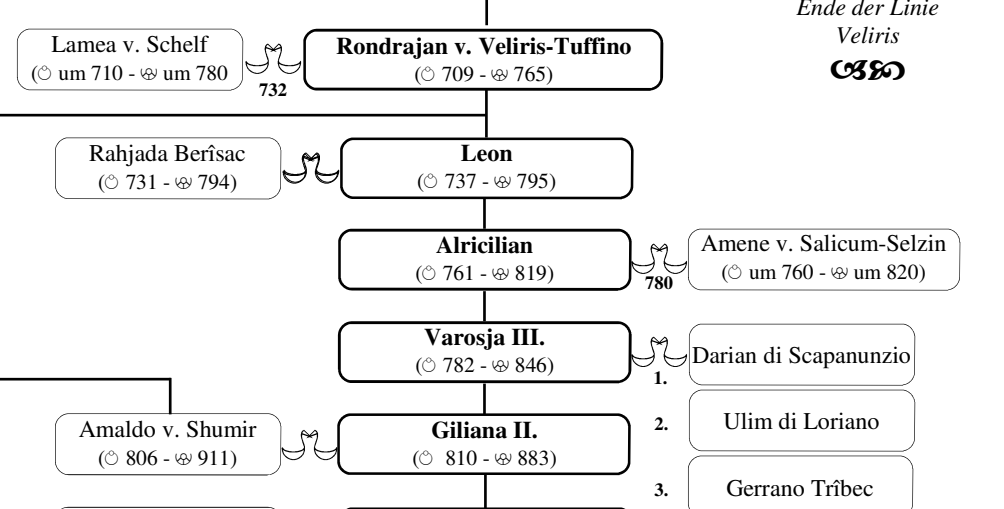 Ende der Linie
Veliris
Lamea v. Schelf
(um 710 - um 780
732
Rondrajan v. Veliris-Tuffino
(709 - 765)
Rahjada Berîsac
(731 - 794)
Leon
(737 - 795)
Alricilian
(761 - 819)
780
Amene v. Salicum-Selzin
(um 760 - um 820)
Varosja III.
(782 - 846)
1.
Darian di Scapanunzio
2.
Ulim di Loriano
3.
Gerrano Trîbec
Amaldo v. Shumir
(806 - 911)
Giliana II.
(810 - 883)